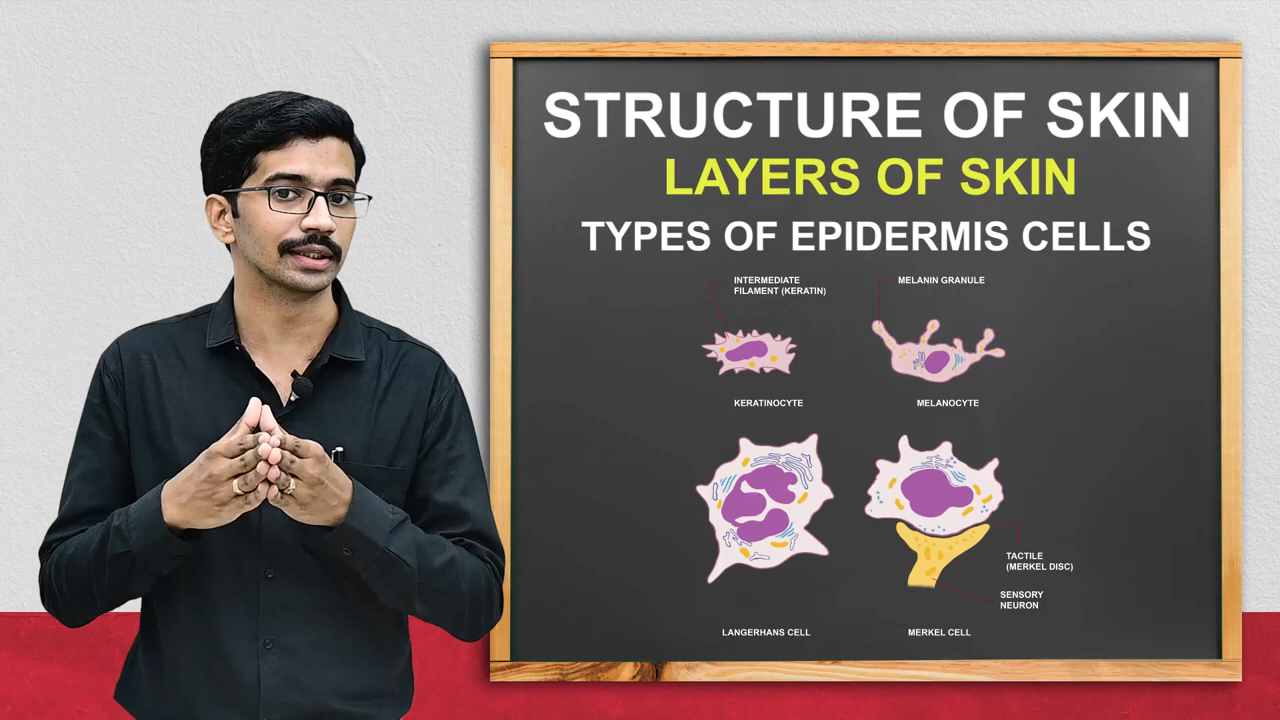 STRUCTURE OF SKIN
LAYERS OF SKIN
TYPES OF EPIDERMIS CELLS
INTERMEDIATE
FILAMENT (KERATIN)
MELANIN GRANULE
KERATINOCYTE
MELANOCYTE
TACTILE
(MERKEL DISC)
SENSORY
NEURON
LANGERHANS CELL
MERKEL CELL